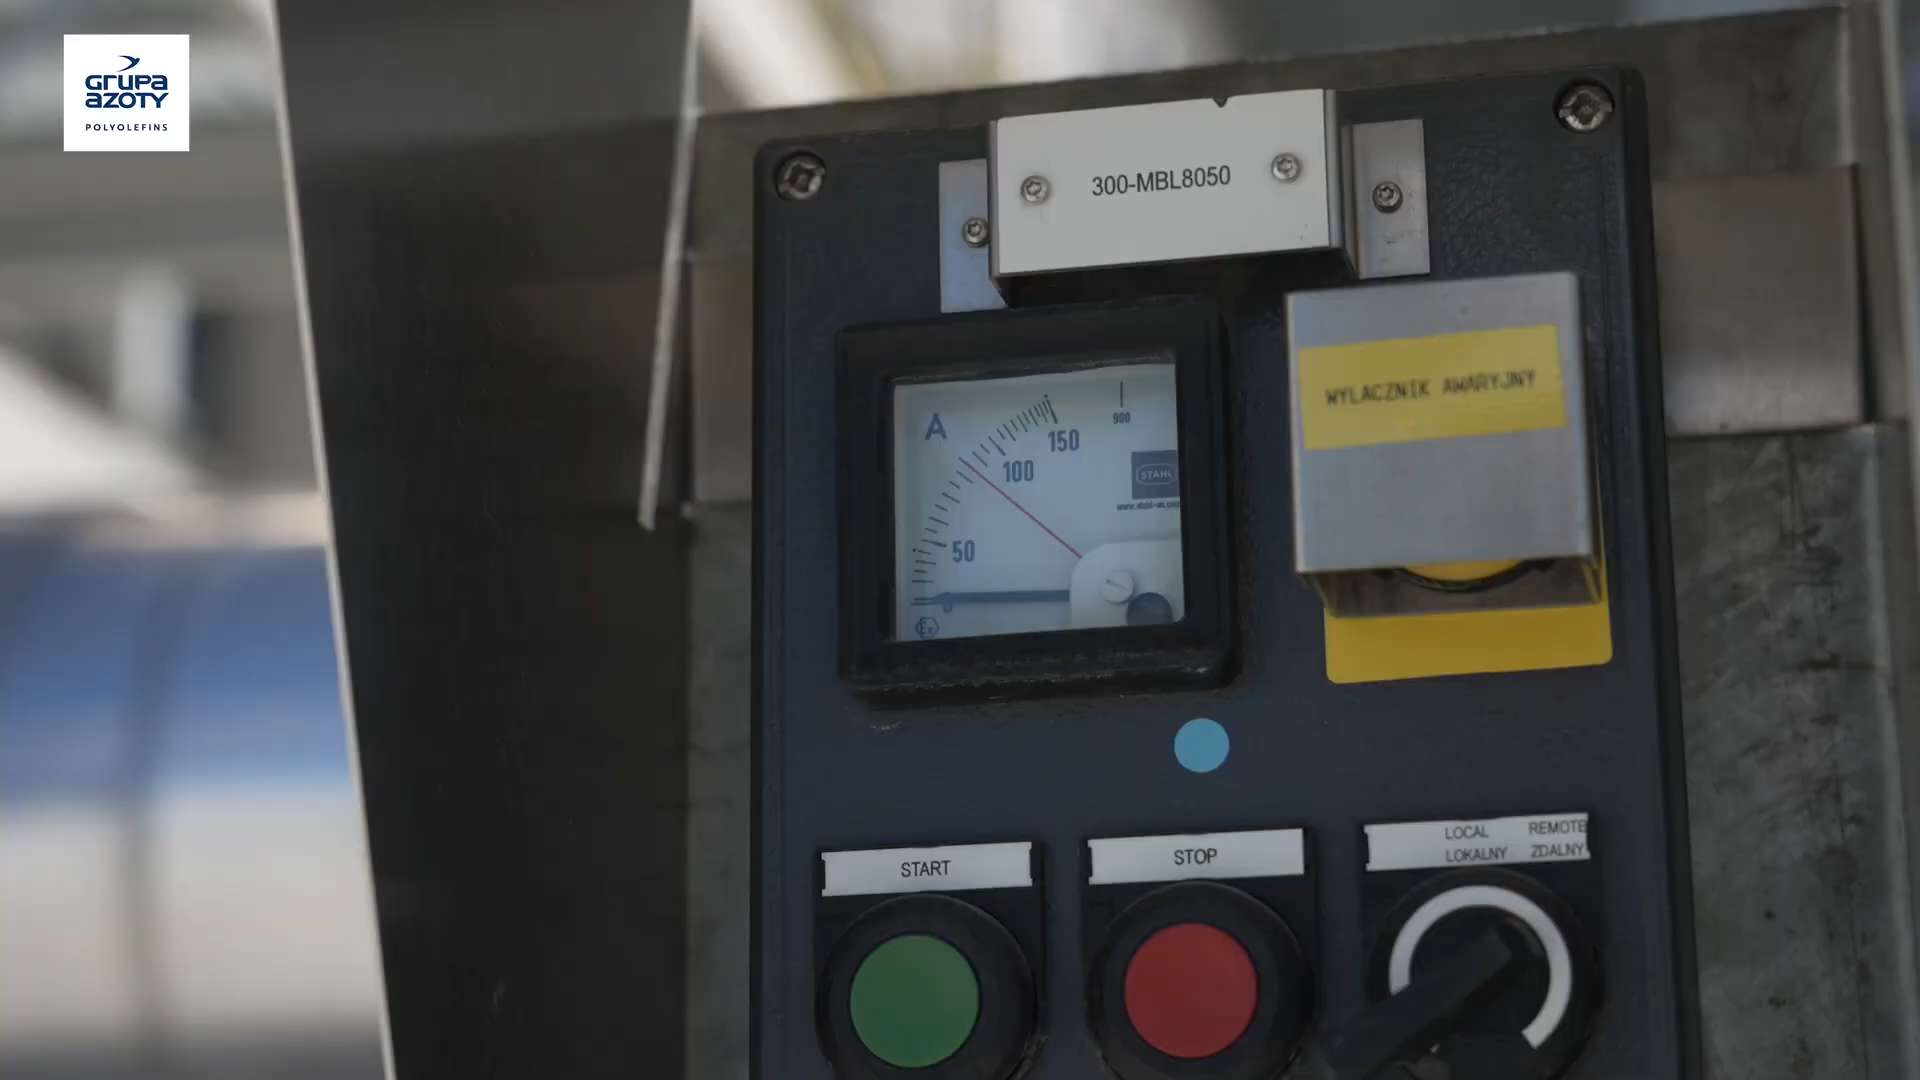 GRUPA
AZOTY
POLYOLEFINS
300-MBL8050
WYLACZNIK AWARYJNY
A
150
900
100
STAHL
50
0
Ex
START
STOP
LOCAL REMOTE
LOKALNY ZDALNY